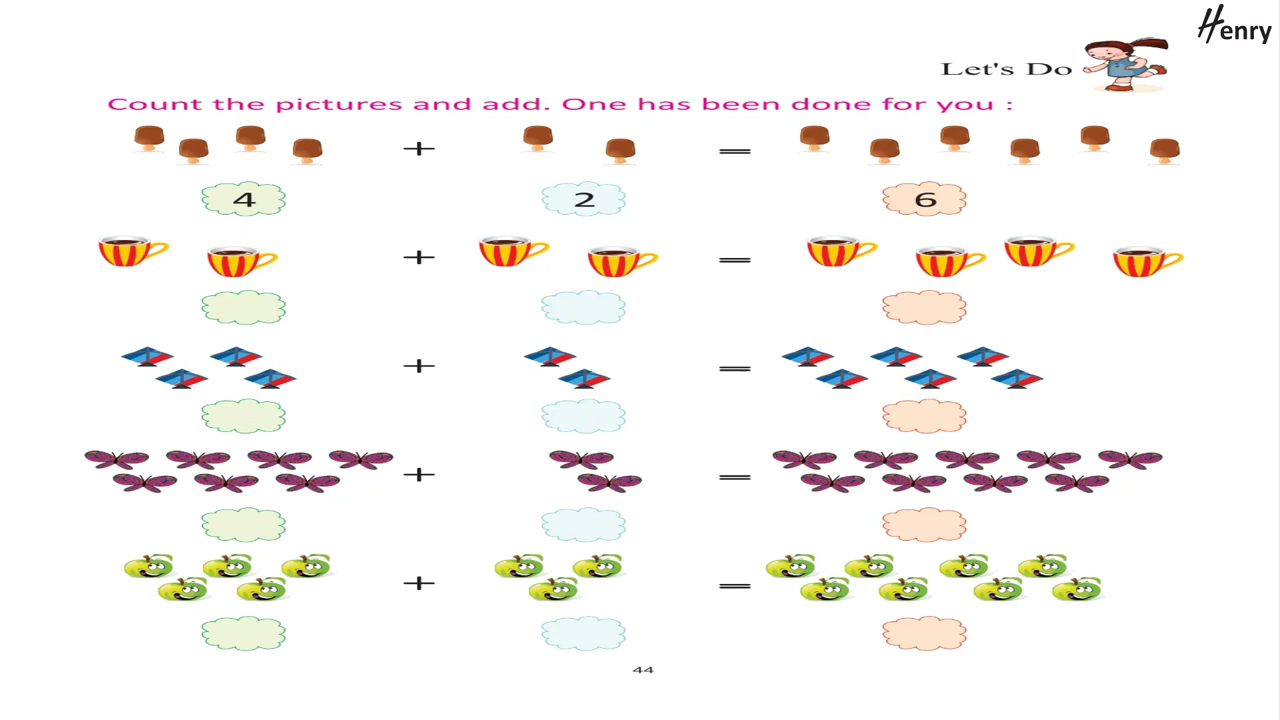 Henry
Let's Do
Count the pictures and add. One has been done for you :
+ =
4 2 6
+ =
+ =
+ =
+ =
44